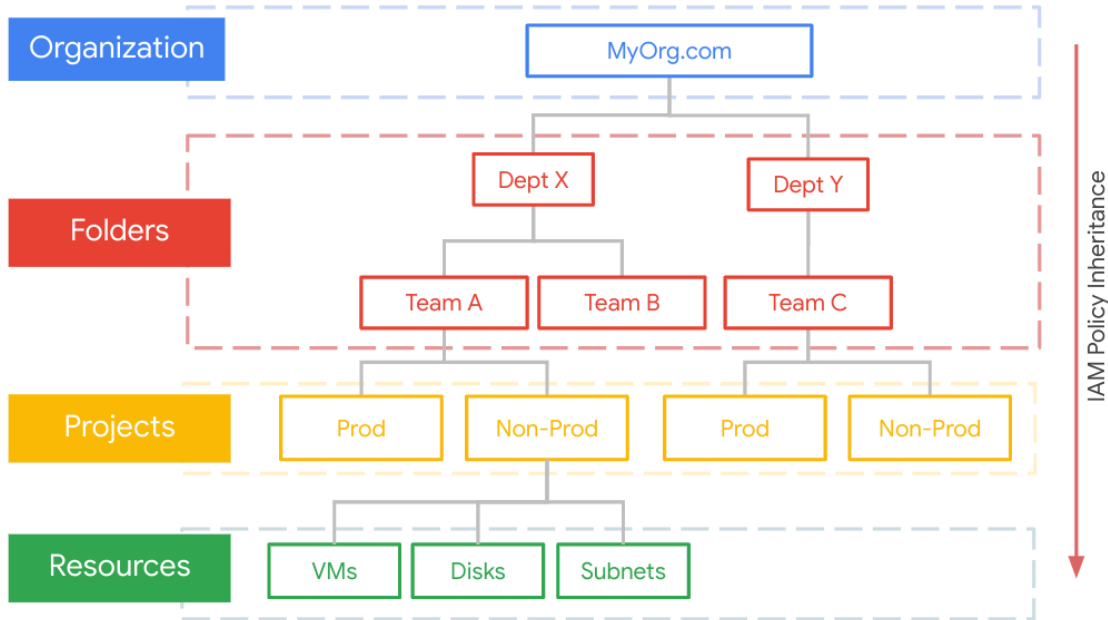 Organization
MyOrg.com
Folders
Dept X
Dept Y
Team A
Team B
Team C
Projects
Prod
Non-Prod
Prod
Non-Prod
Resources
VMs
Disks
Subnets
IAM Policy Inheritance